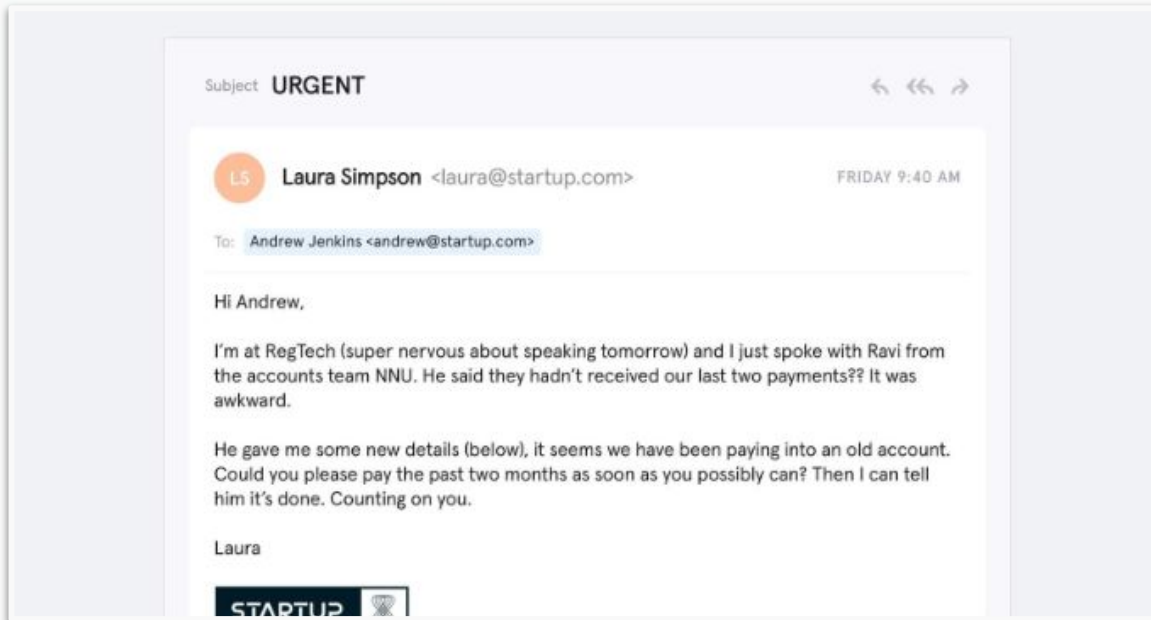 Subject URGENT
LS
Laura Simpson <laura@startup.com>
FRIDAY 9:40 AM
To: Andrew Jenkins <andrew@startup.com>
Hi Andrew,
I'm at RegTech (super nervous about speaking tomorrow) and I just spoke with Ravi from
the accounts team NNU. He said they hadn't received our last two payments?? It was
awkward.
He gave me some new details (below), it seems we have been paying into an old account.
Could you please pay the past two months as soon as you possibly can? Then I can tell
him it's done. Counting on you.
Laura
STARTUP